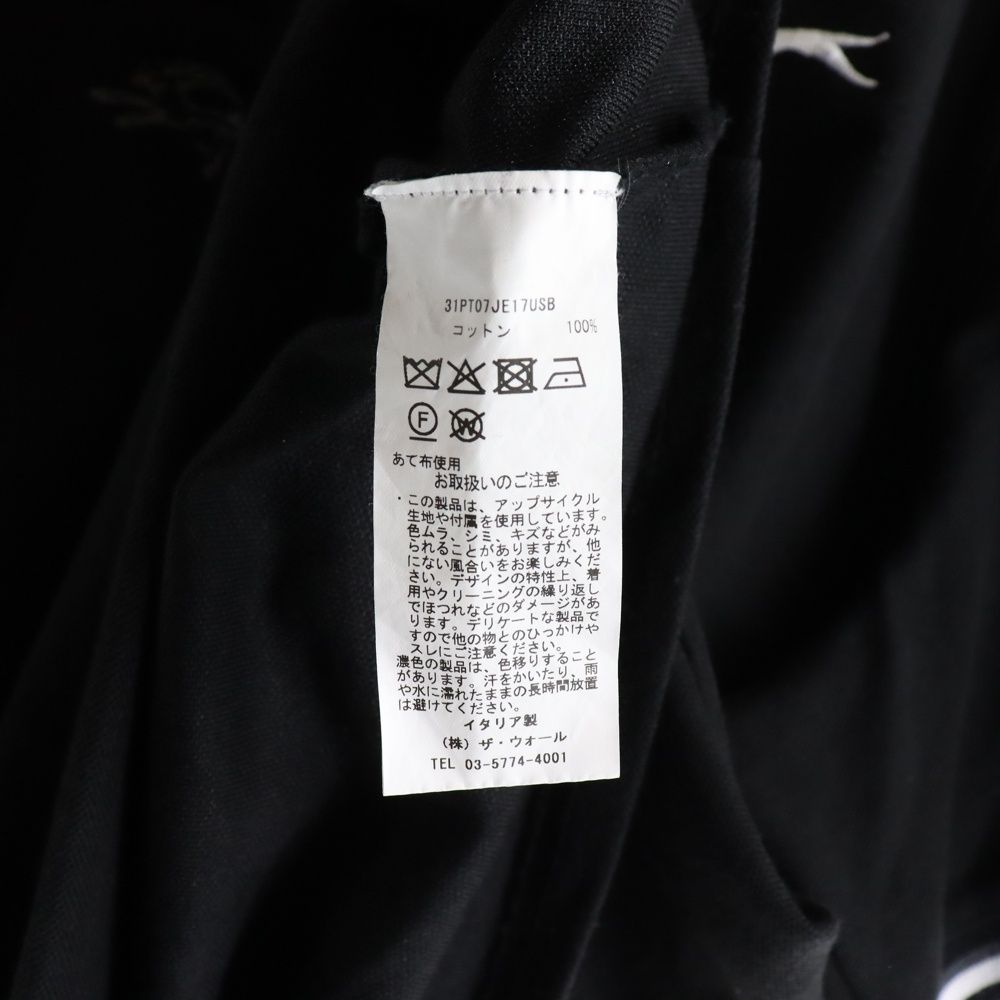 31PT07JE17USB
コットン 100%
F
W
あて布使用
お取扱いのご注意
・この製品は、アップサイクル
生地や付属を使用しています。
色ムラ、シミ、キズなどがみ
られることがありますが、他
にない風合いをお楽しみくだ
さい。デザインの特性上、着
用やクリーニングの繰り返し
でほつれなどのダメージがあ
ります。デリケートな製品で
すので他の物とのひっかけや
スレにご注意ください。
濃色の製品は、色移りすること
があります。汗をかいたり、雨
や水に濡れたままの長時間放置
は避けてください。
イタリア製
(株) ザ・ウォール
TEL 03-5774-4001